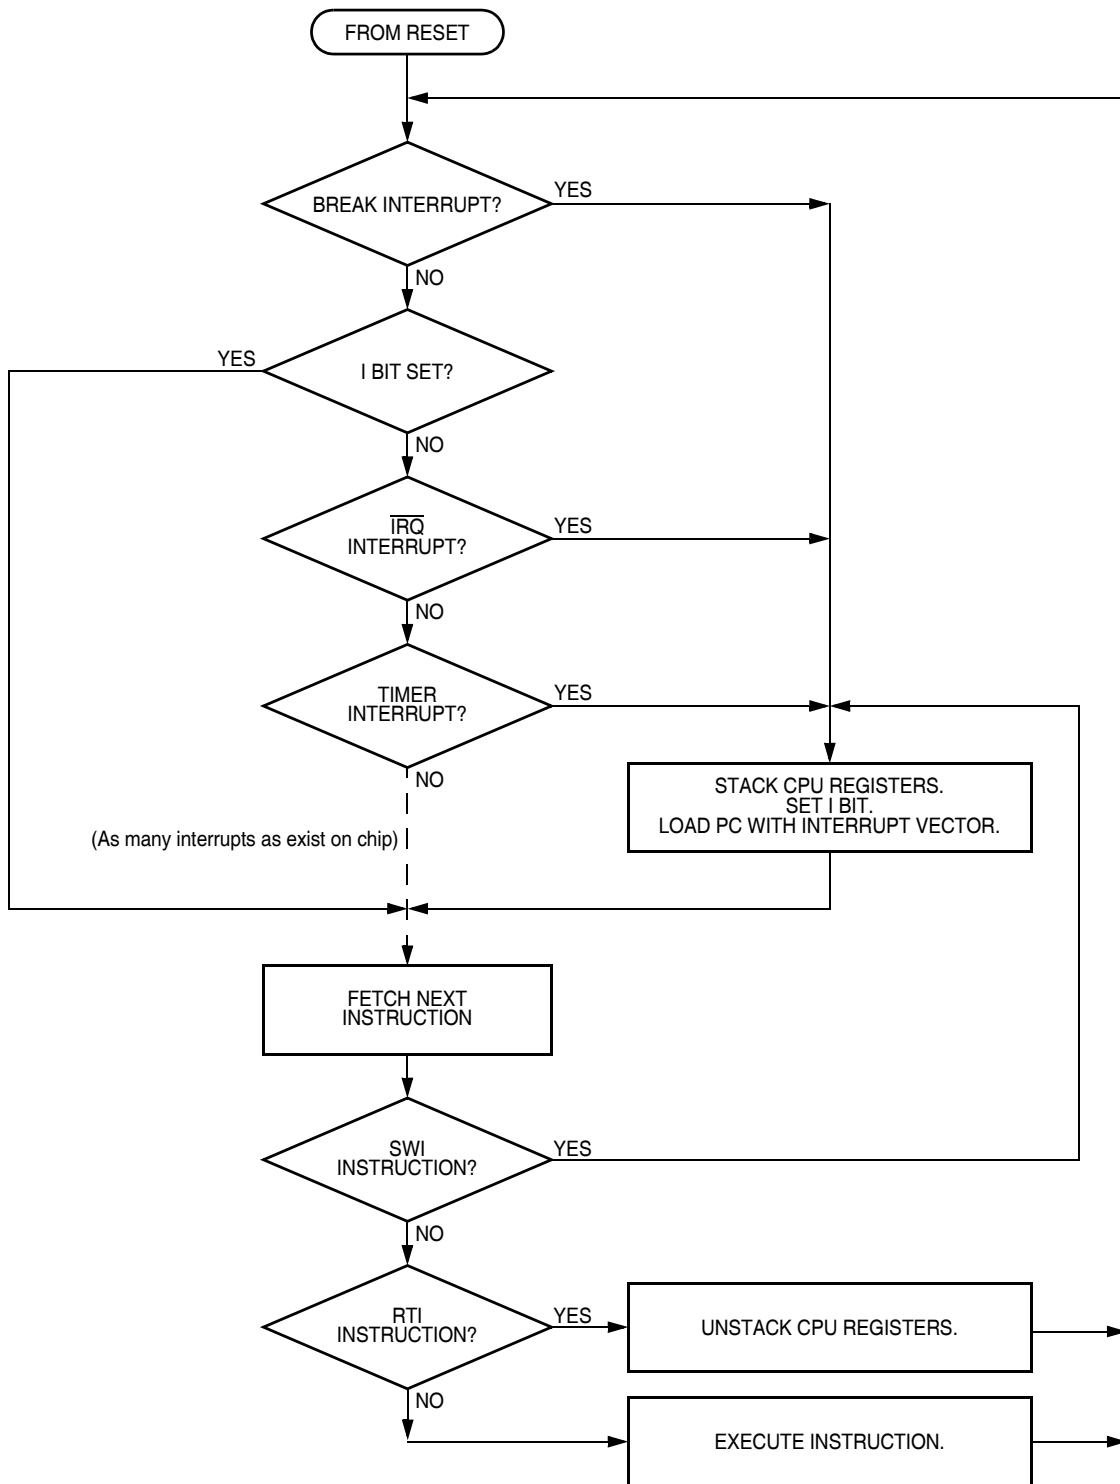 FROM RESET
BREAK INTERRUPT?
YES
NO
I BIT SET?
YES
NO
IRQ
INTERRUPT?
YES
NO
TIMER
INTERRUPT?
YES
NO
STACK CPU REGISTERS.
SET I BIT.
LOAD PC WITH INTERRUPT VECTOR.
(As many interrupts as exist on chip)
FETCH NEXT
INSTRUCTION
SWI
INSTRUCTION?
YES
NO
RTI
INSTRUCTION?
YES
UNSTACK CPU REGISTERS.
NO
EXECUTE INSTRUCTION.